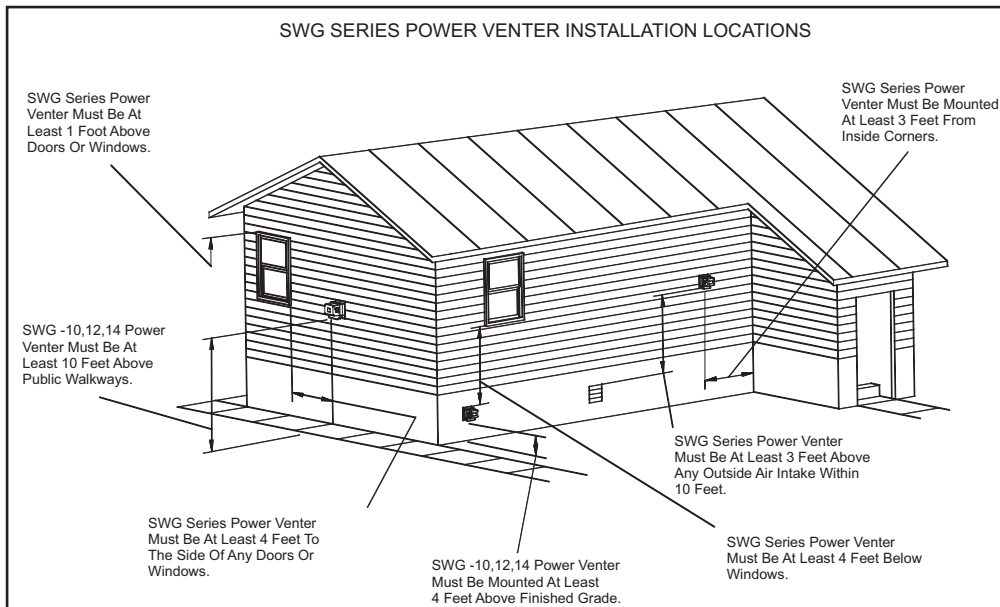 SWG SERIES POWER VENTER INSTALLATION LOCATIONS
SWG Series Power
Venter Must Be At
Least 1 Foot Above
Doors Or Windows.
SWG Series Power
Venter Must Be Mounted
At Least 3 Feet From
Inside Corners.
SWG -10,12,14 Power
Venter Must Be At
Least 10 Feet Above
Public Walkways.
SWG Series Power Venter
Must Be At Least 3 Feet Above
Any Outside Air Intake Within
10 Feet.
SWG Series Power Venter
Must Be At Least 4 Feet To
The Side Of Any Doors Or
Windows.
SWG -10,12,14 Power Venter
Must Be Mounted At Least
4 Feet Above Finished Grade.
SWG Series Power Venter
Must Be At Least 4 Feet Below
Windows.